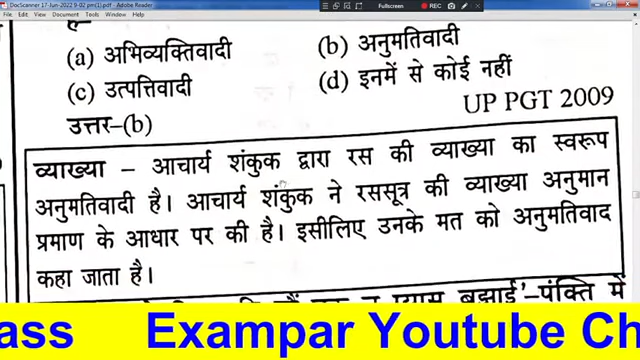 DocScanner 17-Jun-2022 9-02 pm(1).pdf - Adobe Reader
File Edit View Document Tools Window Help
Fullscreen REC
(a) अभिव्यक्तिवादी (b) अनुमतिवादी
(c) उत्पत्तिवादी (d) इनमें से कोई नहीं
उत्तर–(b) UP PGT 2009
व्याख्या – आचार्य शंकुक द्वारा रस की व्याख्या का स्वरूप
अनुमतिवादी है। आचार्य शंकुक ने रससूत्र की व्याख्या अनुमान
प्रमाण के आधार पर की है। इसीलिए उनके मत को अनुमतिवाद
कहा जाता है।
बुझाई'–पंक्ति में
ass Exampar Youtube Ch